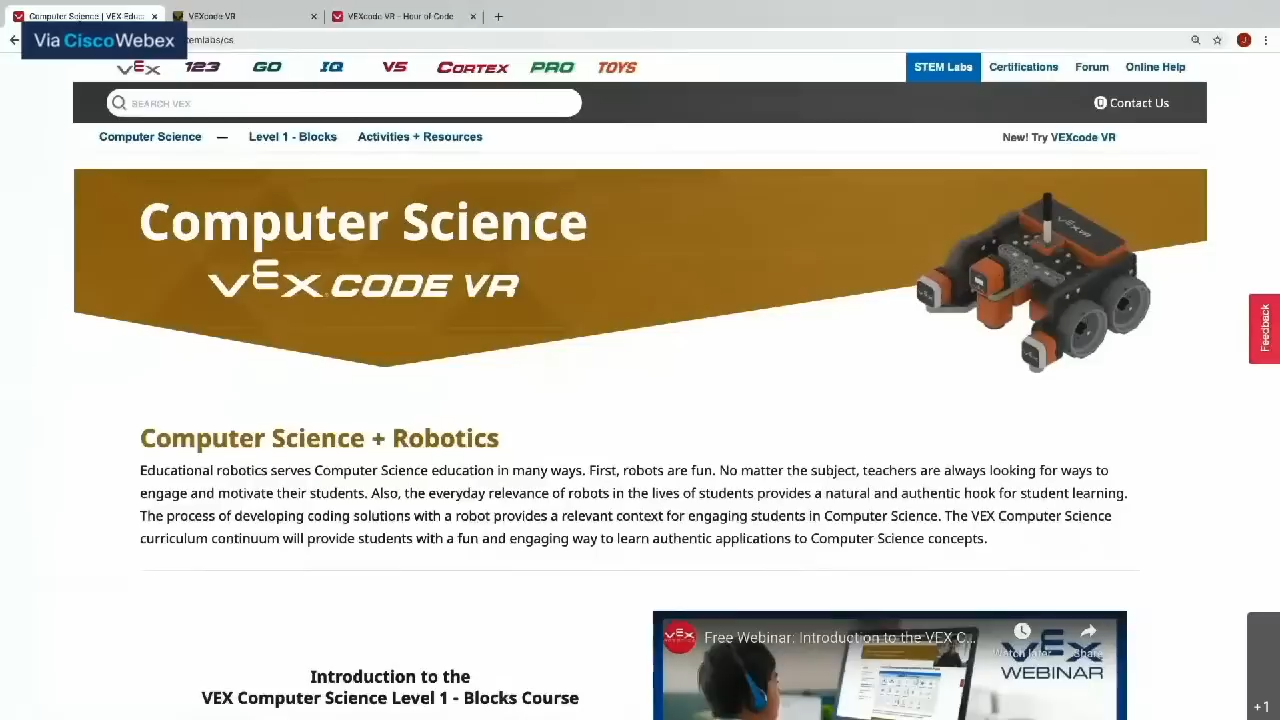 Computer Science | VEX Educ
VEXcode VR
VEXcode VR - Hour of Code
Via CiscoWebex
temlabs/cs
VEX 123 GO IQ V5 CORTEX PRO TOYS
STEM Labs Certifications Forum Online Help
SEARCH VEX
Contact Us
Computer Science — Level 1 - Blocks Activities + Resources
New! Try VEXcode VR
Computer Science
VEX CODE VR
VEX VR
Feedback
Computer Science + Robotics
Educational robotics serves Computer Science education in many ways. First, robots are fun. No matter the subject, teachers are always looking for ways to
engage and motivate their students. Also, the everyday relevance of robots in the lives of students provides a natural and authentic hook for student learning.
The process of developing coding solutions with a robot provides a relevant context for engaging students in Computer Science. The VEX Computer Science
curriculum continuum will provide students with a fun and engaging way to learn authentic applications to Computer Science concepts.
Introduction to the
VEX Computer Science Level 1 - Blocks Course
VEX
Free Webinar: Introduction to the VEX C...
Watch later
Share
VEX
WEBINAR
+1